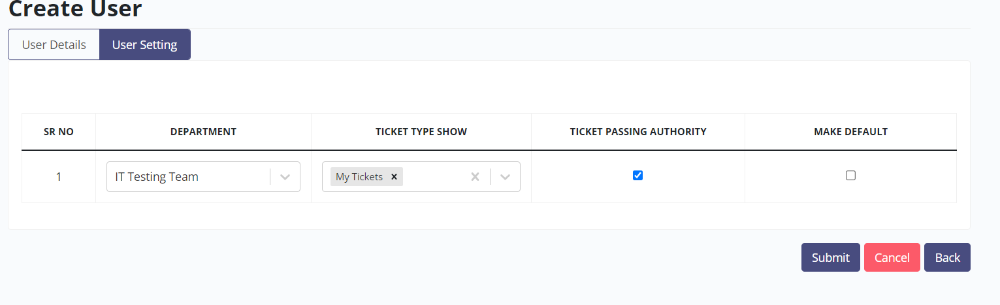 Create User
User Details User Setting
SR NO DEPARTMENT TICKET TYPE SHOW TICKET PASSING AUTHORITY MAKE DEFAULT
1 IT Testing Team My Tickets
Submit Cancel Back